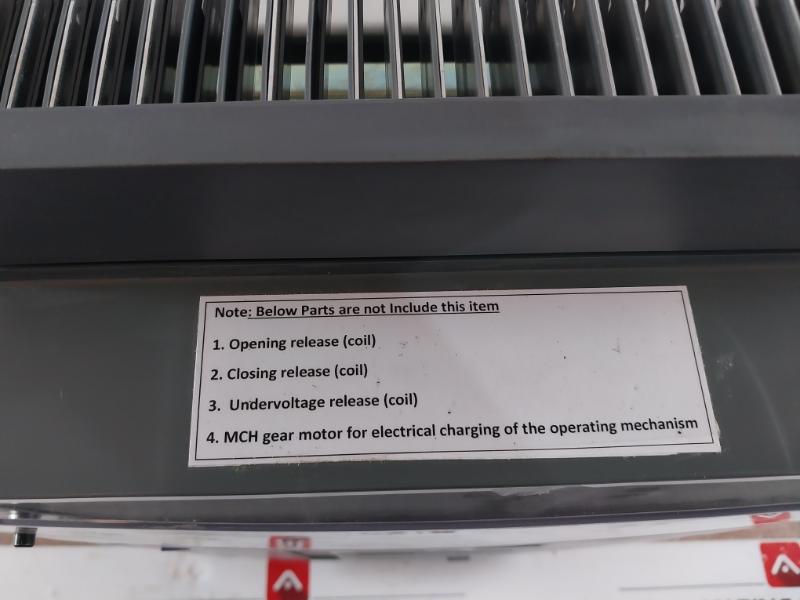 Note: Below Parts are not Include this item
1. Opening release (coil)
2. Closing release (coil)
3. Undervoltage release (coil)
4. MCH gear motor for electrical charging of the operating mechanism